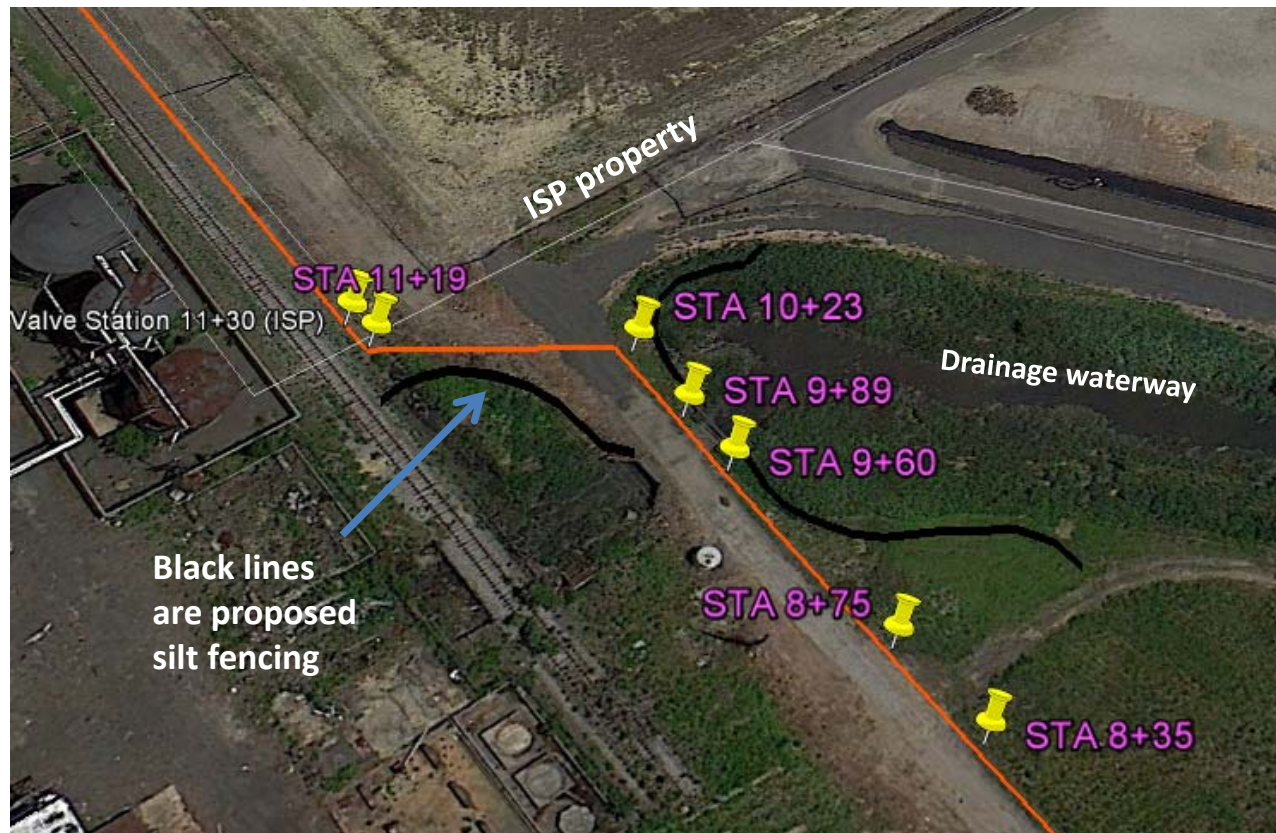 ISP property
STA 11+19
Valve Station 11+30 (ISP)
STA 10+23
Drainage waterway
STA 9+89
STA 9+60
Black lines
are proposed
silt fencing
STA 8+75
STA 8+35